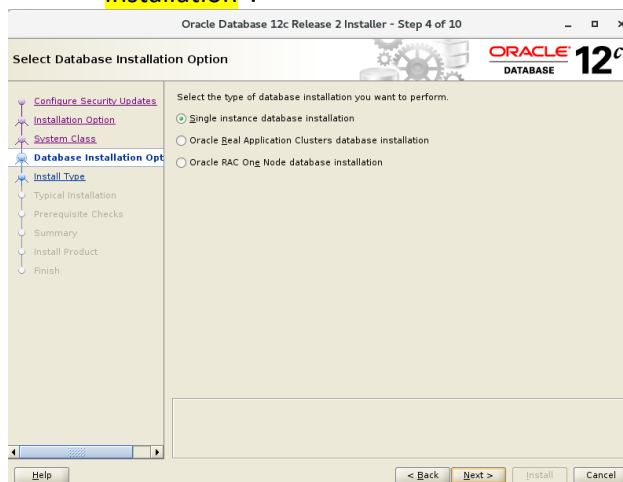 installation".
Oracle Database 12c Release 2 Installer - Step 4 of 10
Select Database Installation Option
ORACLE
DATABASE
12c
Configure Security Updates
Installation Option
System Class
Database Installation Opt
Install Type
Typical Installation
Prerequisite Checks
Summary
Install Product
Finish
Select the type of database installation you want to perform.
Single instance database installation
Oracle Real Application Clusters database installation
Oracle RAC One Node database installation
Help
< Back
Next >
Install
Cancel